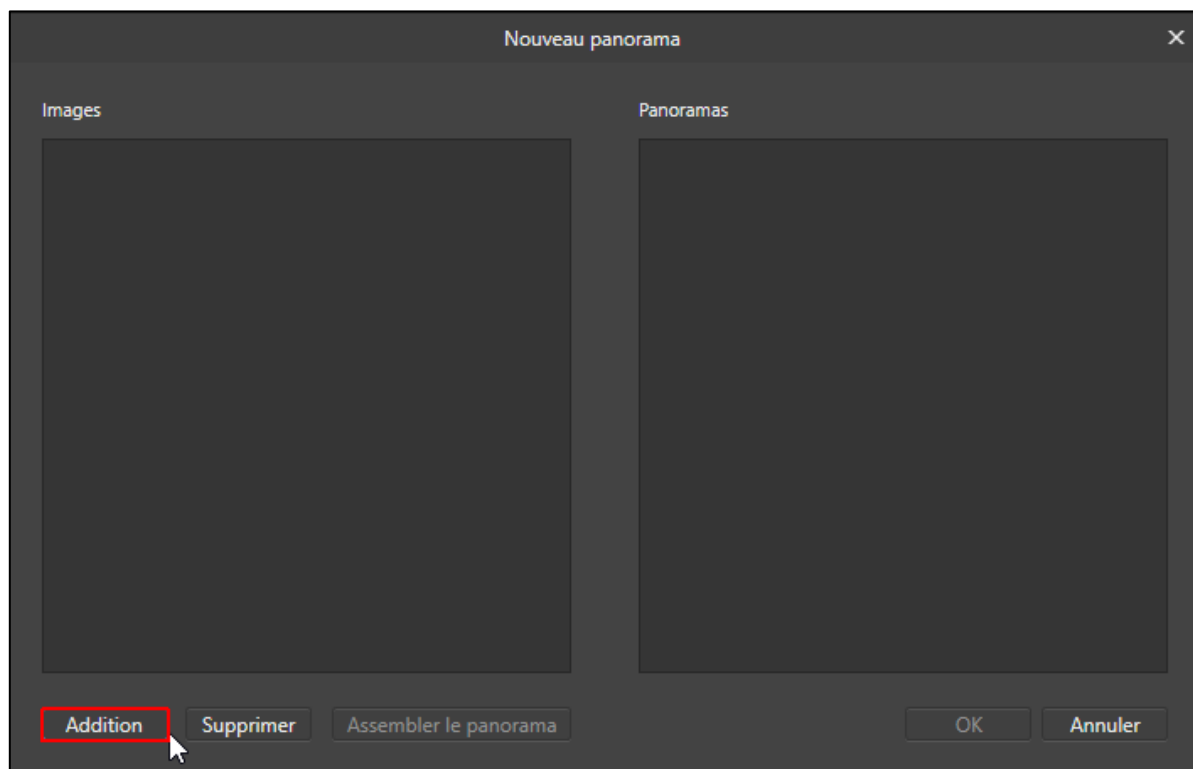 Nouveau panorama
Images
Panoramas
Addition
Supprimer
Assembler le panorama
OK
Annuler